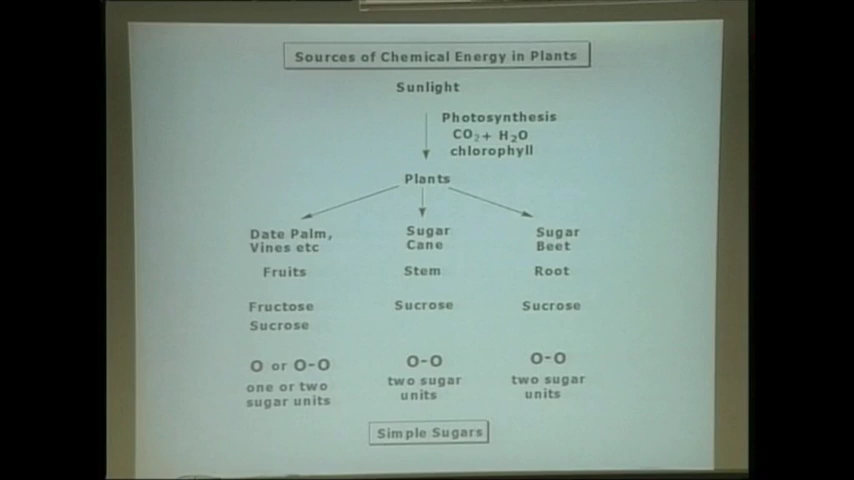 Sources of Chemical Energy in Plants
Sunlight
Photosynthesis
CO₂ + H₂O
chlorophyll
Plants
Date Palm,
Vines etc
Fruits
Fructose
Sucrose
O or O-O
one or two
sugar units
Sugar
Cane
Stem
Sucrose
O-O
two sugar
units
Sugar
Beet
Root
Sucrose
O-O
two sugar
units
Simple Sugars